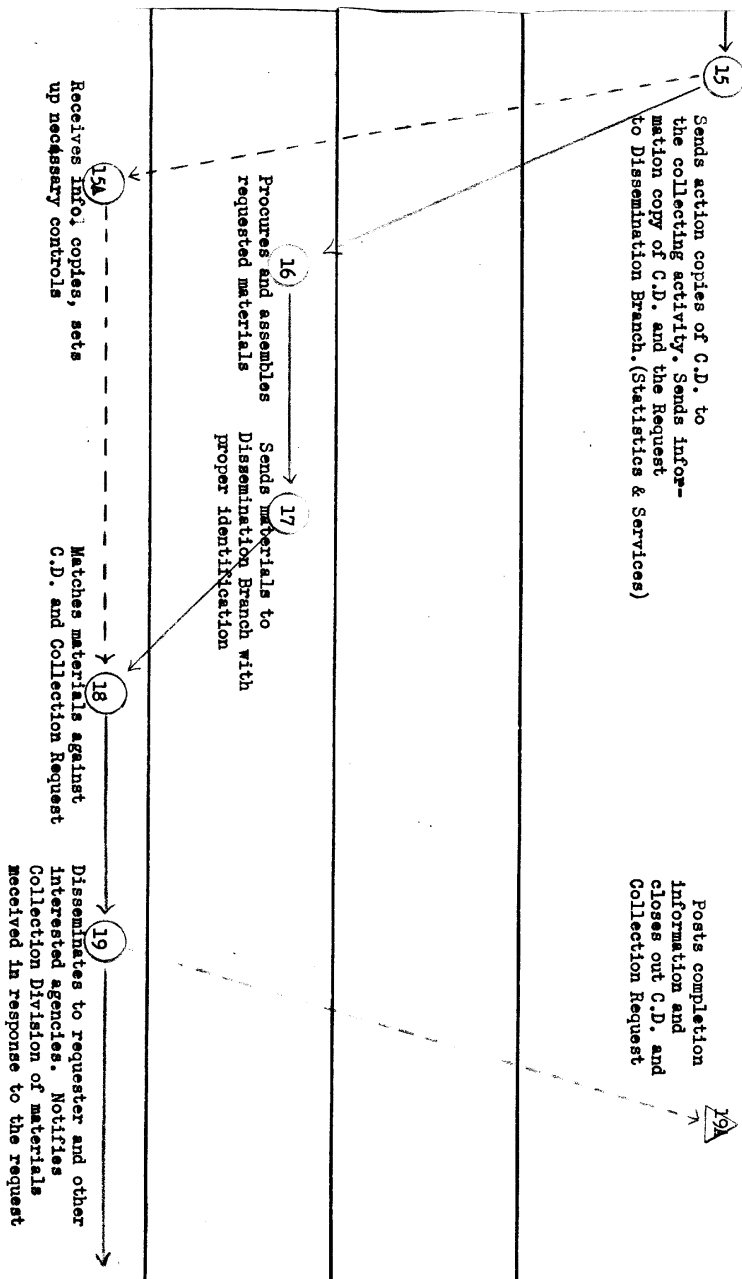 15
Sends action copies of C.D. to
the collecting activity. Sends infor-
mation copy of C.D. and the Request
to Dissemination Branch.(Statistics & Services)
Posts completion
information and
closes out C.D. and
Collection Request
19A
16
Procures and assembles
requested materials
17
Sends materials to
Dissemination Branch with
proper identification
15A
Receives info. copies, sets
up necessary controls
18
Matches materials against
C.D. and Collection Request
19
Disseminates to requester and other
interested agencies. Notifies
Collection Division of materials
received in response to the request